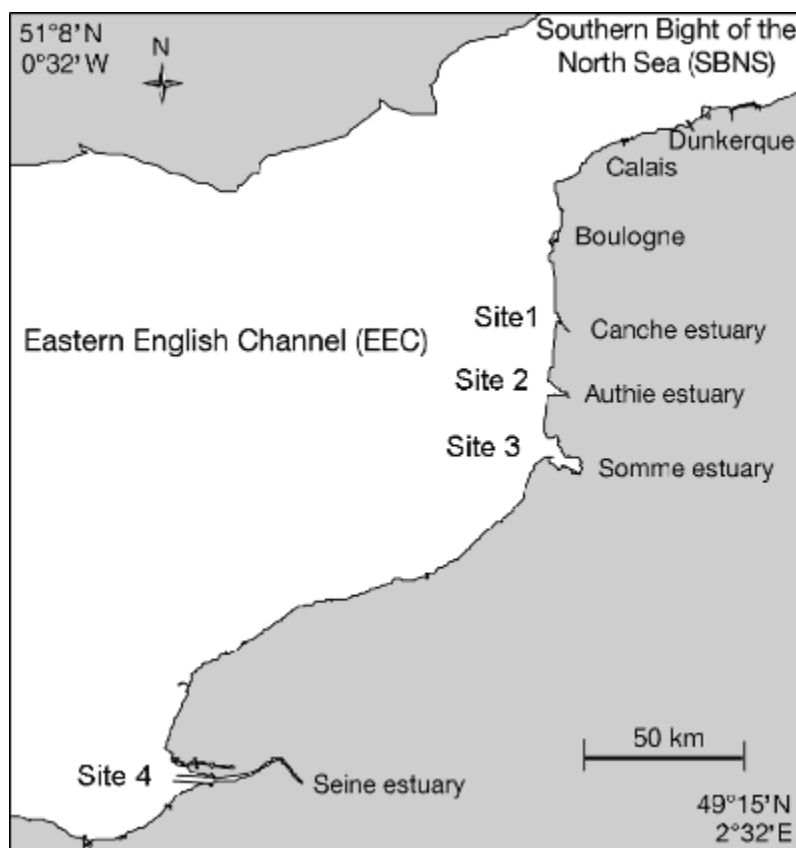 51°8'N
0°32'W
N
Southern Bight of the
North Sea (SBNS)
Dunkerque
Calais
Boulogne
Site1
Canche estuary
Eastern English Channel (EEC)
Site 2
Authie estuary
Site 3
Somme estuary
50 km
Site 4
Seine estuary
49°15'N
2°32'E